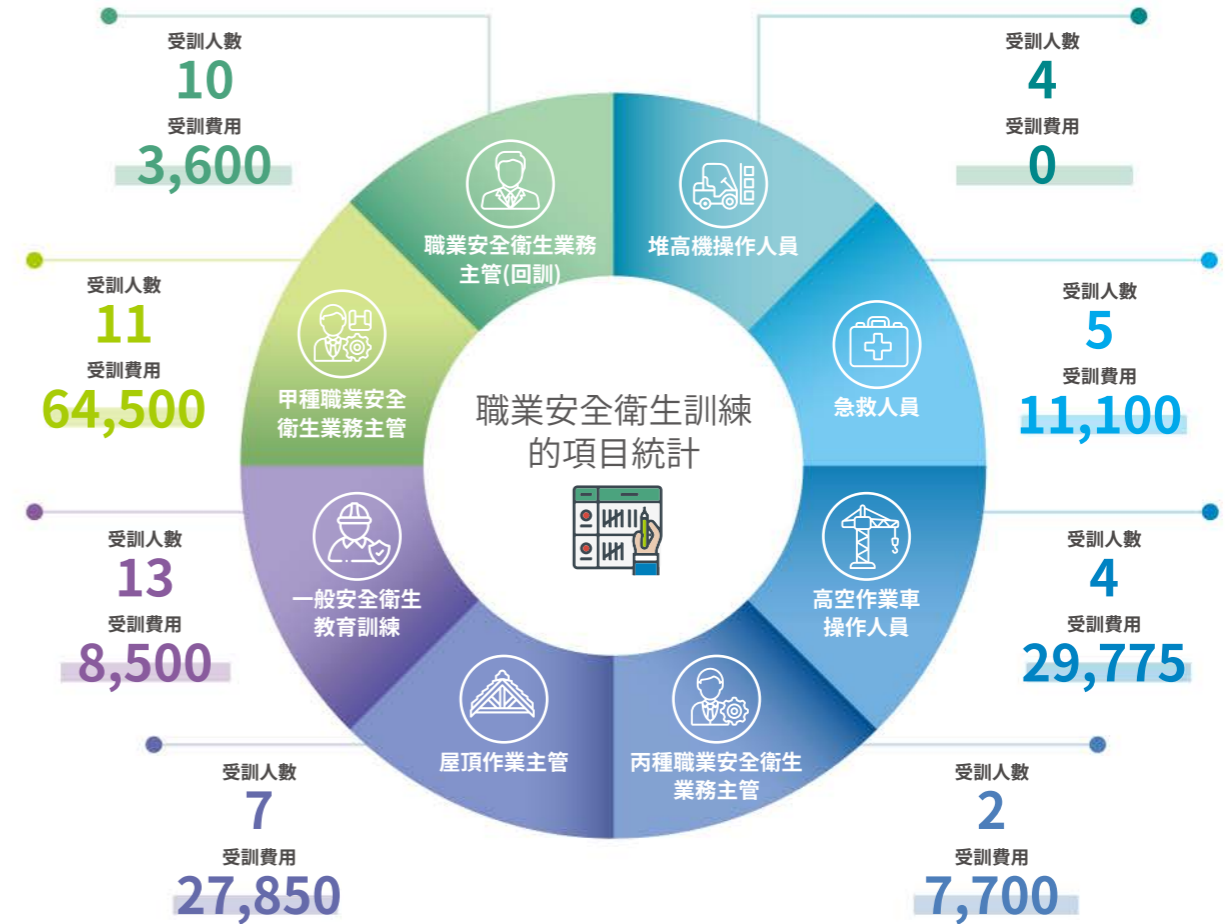 受訓人數
10
受訓費用
3,600
受訓人數
4
受訓費用
0
職業安全衛生業務
主管(回訓)
堆高機操作人員
受訓人數
11
受訓費用
64,500
甲種職業安全
衛生業務主管
職業安全衛生訓練
的項目統計
急救人員
受訓人數
5
受訓費用
11,100
受訓人數
13
受訓費用
8,500
一般安全衛生
教育訓練
高空作業車
操作人員
受訓人數
4
受訓費用
29,775
屋頂作業主管
丙種職業安全衛生
業務主管
受訓人數
7
受訓費用
27,850
受訓人數
2
受訓費用
7,700